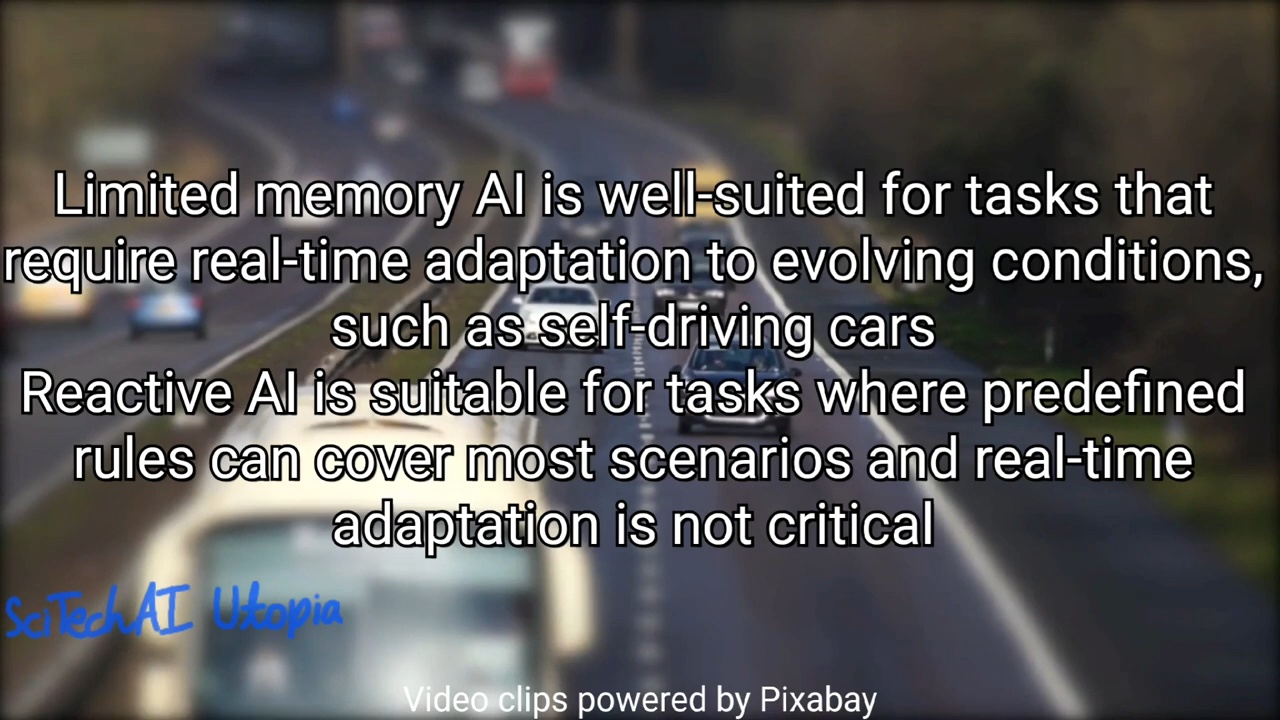 Limited memory AI is well-suited for tasks that
require real-time adaptation to evolving conditions,
such as self-driving cars
Reactive AI is suitable for tasks where predefined
rules can cover most scenarios and real-time
adaptation is not critical
SciTechAI Utopia
Video clips powered by Pixabay